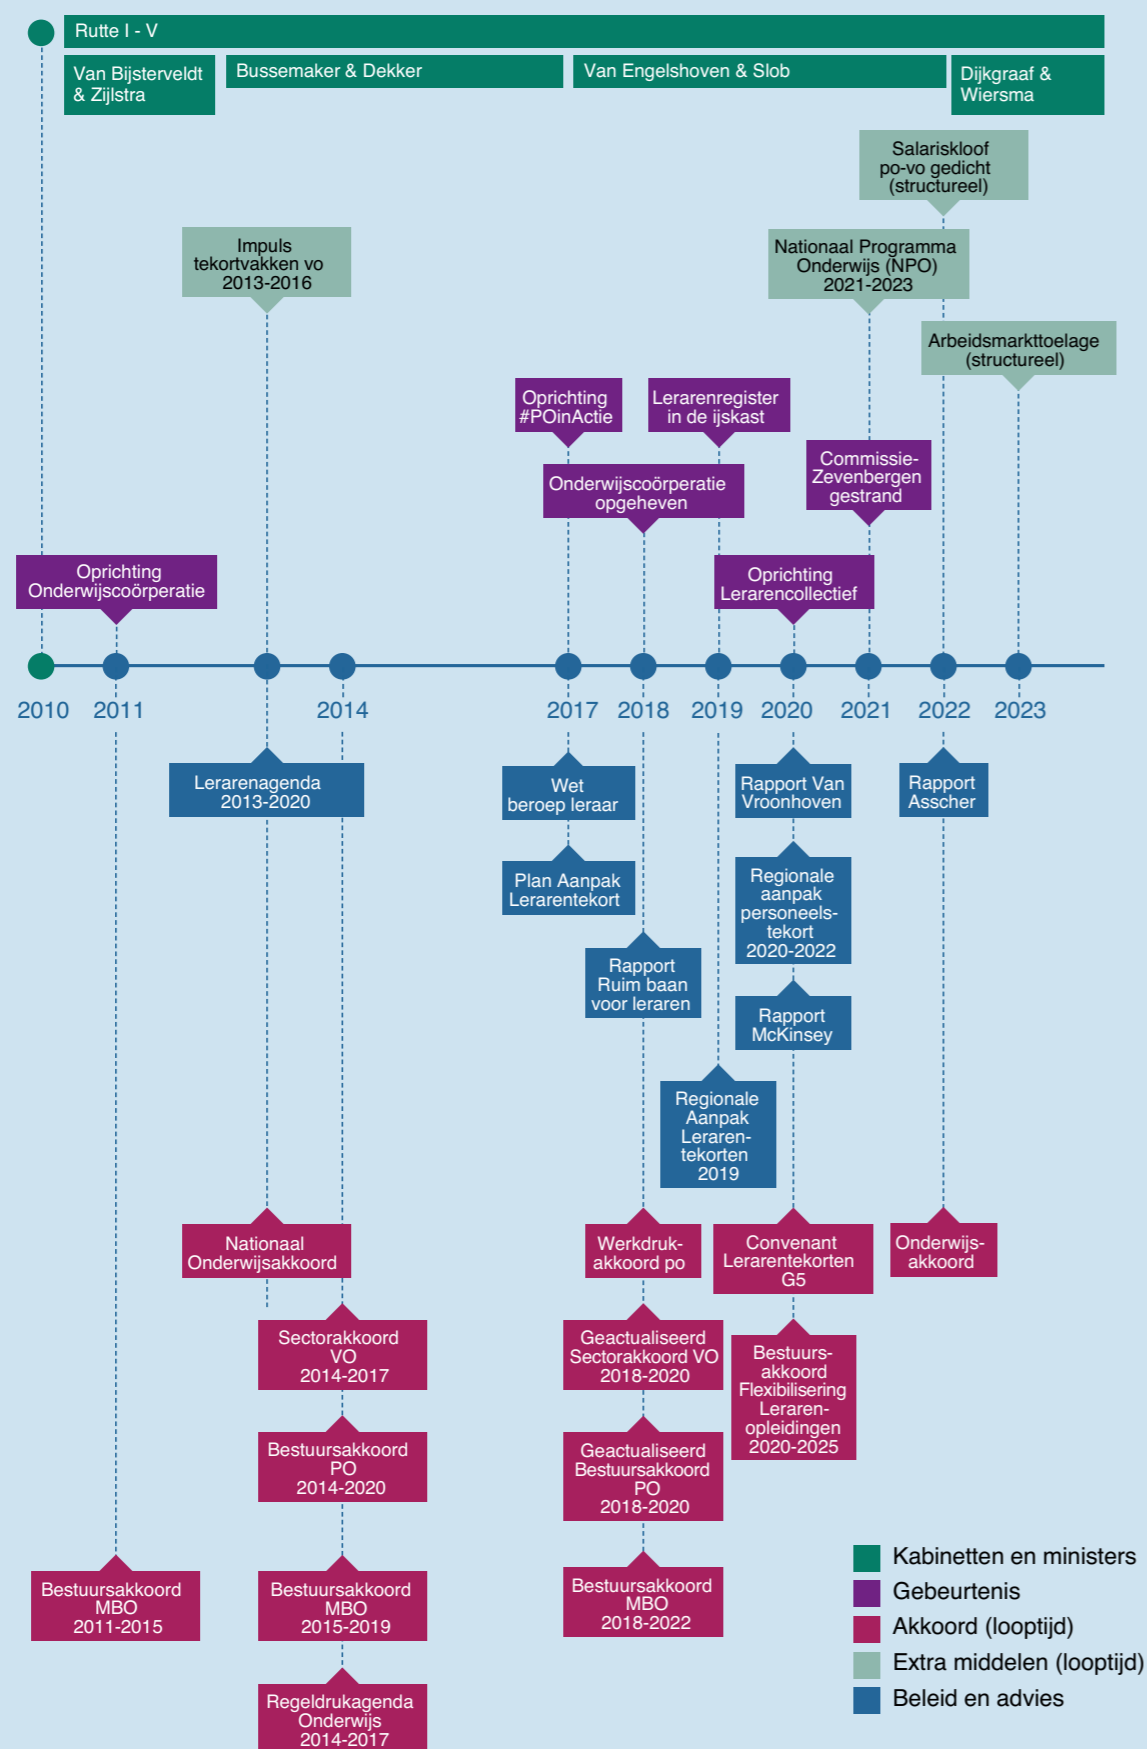 Rutte I - V
Van Bijsterveldt
& Zijlstra
Bussemaker & Dekker
Van Engelshoven & Slob
Dijkgraaf &
Wiersma
Salariskloof
po-vo gedicht
(structureel)
Impuls
tekortvakken vo
2013-2016
Nationaal Programma
Onderwijs (NPO)
2021-2023
Arbeidsmarkttoelage
(structureel)
Oprichting
#POinActie
Lerarenregister
in de ijskast
Commissie-
Zevenbergen
gestrand
Onderwijscoörperatie
opgeheven
Oprichting
Onderwijscoörperatie
Oprichting
Lerarencollectief
2010 2011 2014 2017 2018 2019 2020 2021 2022 2023
Lerarenagenda
2013-2020
Wet
beroep leraar
Rapport Van
Vroonhoven
Rapport
Asscher
Plan Aanpak
Lerarentekort
Regionale
aanpak
personeels-
tekort
2020-2022
Rapport
Ruim baan
voor leraren
Rapport
McKinsey
Regionale
Aanpak
Leraren-
tekorten
2019
Nationaal
Onderwijsakkoord
Werkdruk-
akkoord po
Convenant
Lerarentekorten
G5
Onderwijs-
akkoord
Sectorakkoord
VO
2014-2017
Geactualiseerd
Sectorakkoord VO
2018-2020
Bestuurs-
akkoord
Flexibilisering
Leraren-
opleidingen
2020-2025
Bestuursakkoord
PO
2014-2020
Geactualiseerd
Bestuursakkoord
PO
2018-2020
Bestuursakkoord
MBO
2011-2015
Bestuursakkoord
MBO
2015-2019
Bestuursakkoord
MBO
2018-2022
Regeldrukagenda
Onderwijs
2014-2017
Kabinetten en ministers
Gebeurtenis
Akkoord (looptijd)
Extra middelen (looptijd)
Beleid en advies